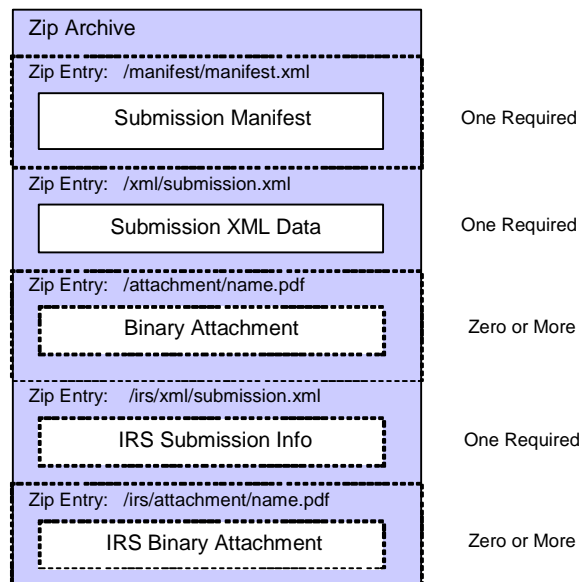 Zip Archive
Zip Entry: /manifest/manifest.xml
Submission Manifest
One Required
Zip Entry: /xml/submission.xml
Submission XML Data
One Required
Zip Entry: /attachment/name.pdf
Binary Attachment
Zero or More
Zip Entry: /irs/xml/submission.xml
IRS Submission Info
One Required
Zip Entry: /irs/attachment/name.pdf
IRS Binary Attachment
Zero or More